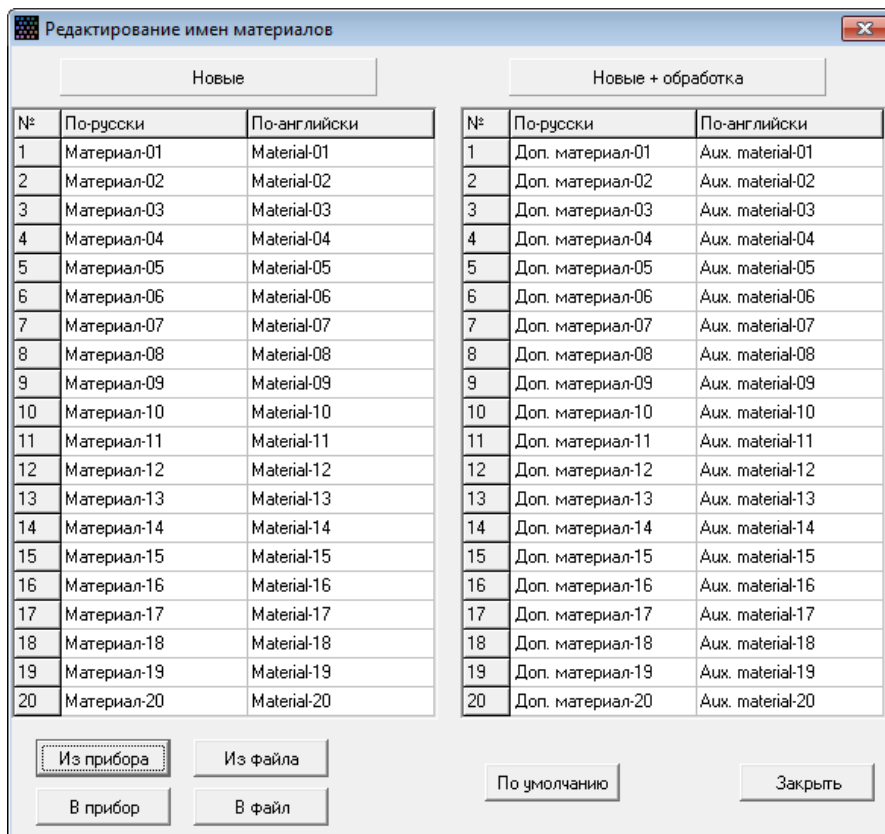 Редактирование имен материалов
Новые Новые + обработка
№ По-русски По-английски № По-русски По-английски
1 Материал-01 Material-01 1 Доп. материал-01 Aux. material-01
2 Материал-02 Material-02 2 Доп. материал-02 Aux. material-02
3 Материал-03 Material-03 3 Доп. материал-03 Aux. material-03
4 Материал-04 Material-04 4 Доп. материал-04 Aux. material-04
5 Материал-05 Material-05 5 Доп. материал-05 Aux. material-05
6 Материал-06 Material-06 6 Доп. материал-06 Aux. material-06
7 Материал-07 Material-07 7 Доп. материал-07 Aux. material-07
8 Материал-08 Material-08 8 Доп. материал-08 Aux. material-08
9 Материал-09 Material-09 9 Доп. материал-09 Aux. material-09
10 Материал-10 Material-10 10 Доп. материал-10 Aux. material-10
11 Материал-11 Material-11 11 Доп. материал-11 Aux. material-11
12 Материал-12 Material-12 12 Доп. материал-12 Aux. material-12
13 Материал-13 Material-13 13 Доп. материал-13 Aux. material-13
14 Материал-14 Material-14 14 Доп. материал-14 Aux. material-14
15 Материал-15 Material-15 15 Доп. материал-15 Aux. material-15
16 Материал-16 Material-16 16 Доп. материал-16 Aux. material-16
17 Материал-17 Material-17 17 Доп. материал-17 Aux. material-17
18 Материал-18 Material-18 18 Доп. материал-18 Aux. material-18
19 Материал-19 Material-19 19 Доп. материал-19 Aux. material-19
20 Материал-20 Material-20 20 Доп. материал-20 Aux. material-20
Из прибора Из файла
По умолчанию Закрыть
В прибор В файл